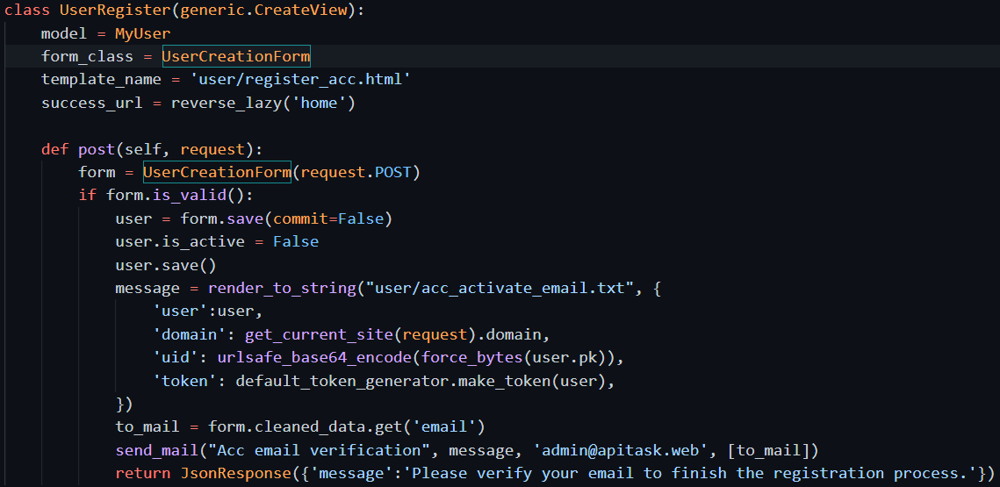 class UserRegister(generic.CreateView):
    model = MyUser
    form_class = UserCreationForm
    template_name = 'user/register_acc.html'
    success_url = reverse_lazy('home')

    def post(self, request):
        form = UserCreationForm(request.POST)
        if form.is_valid():
            user = form.save(commit=False)
            user.is_active = False
            user.save()
            message = render_to_string("user/acc_activate_email.txt", {
                'user':user,
                'domain': get_current_site(request).domain,
                'uid': urlsafe_base64_encode(force_bytes(user.pk)),
                'token': default_token_generator.make_token(user),
            })
            to_mail = form.cleaned_data.get('email')
            send_mail("Acc email verification", message, 'admin@apitask.web', [to_mail])
            return JsonResponse({'message':'Please verify your email to finish the registration process.'})